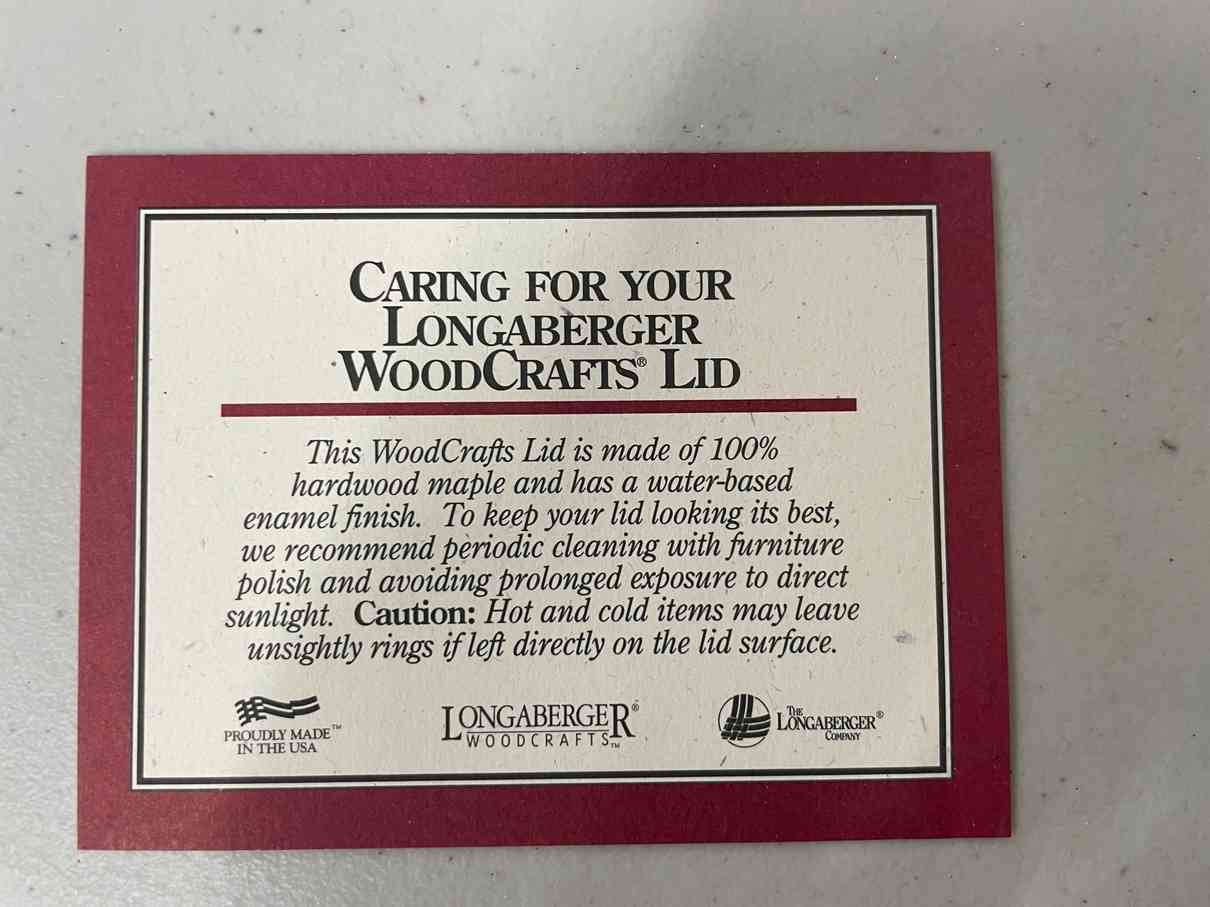 CARING FOR YOUR
LONGABERGER
WOODCRAFTS® LID
This WoodCrafts Lid is made of 100%
hardwood maple and has a water-based
enamel finish. To keep your lid looking its best,
we recommend periodic cleaning with furniture
polish and avoiding prolonged exposure to direct
sunlight. Caution: Hot and cold items may leave
unsightly rings if left directly on the lid surface.
PROUDLY MADE™
IN THE USA
LONGABERGER®
WOODCRAFTS™
THE
LONGABERGER®
COMPANY